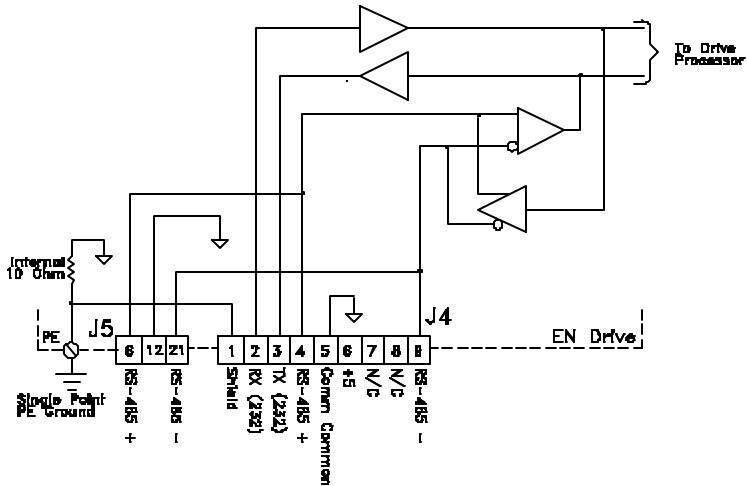 To Drive
Processor
Internal
10 Ohm
J5
J4
PE
EN Drive
6 12 21
1 2 3 4 5 6 7 8 9
RS-485 +
RS-485 -
Shield
RX (232)
TX (232)
RS-485 +
Comm Common
+5
N/C
N/C
RS-485 -
Single Point
PE Ground